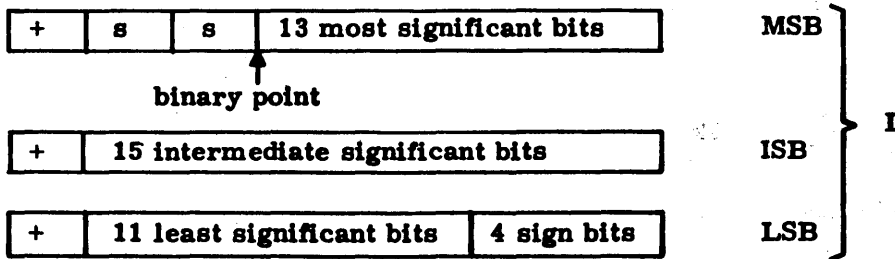 + s s 13 most significant bits MSB
binary point
+ 15 intermediate significant bits ISB
+ 11 least significant bits 4 sign bits LSB